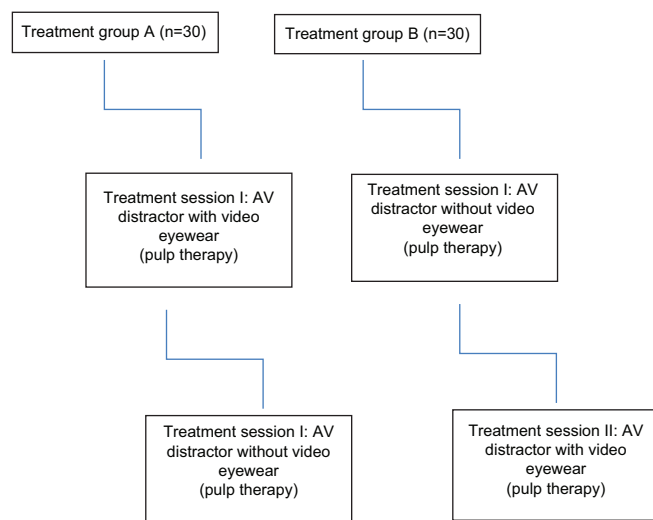 Treatment group A (n=30)
Treatment group B (n=30)
Treatment session I: AV
distractor with video
eyewear
(pulp therapy)
Treatment session I: AV
distractor without video
eyewear
(pulp therapy)
Treatment session I: AV
distractor without video
eyewear
(pulp therapy)
Treatment session II: AV
distractor with video
eyewear
(pulp therapy)